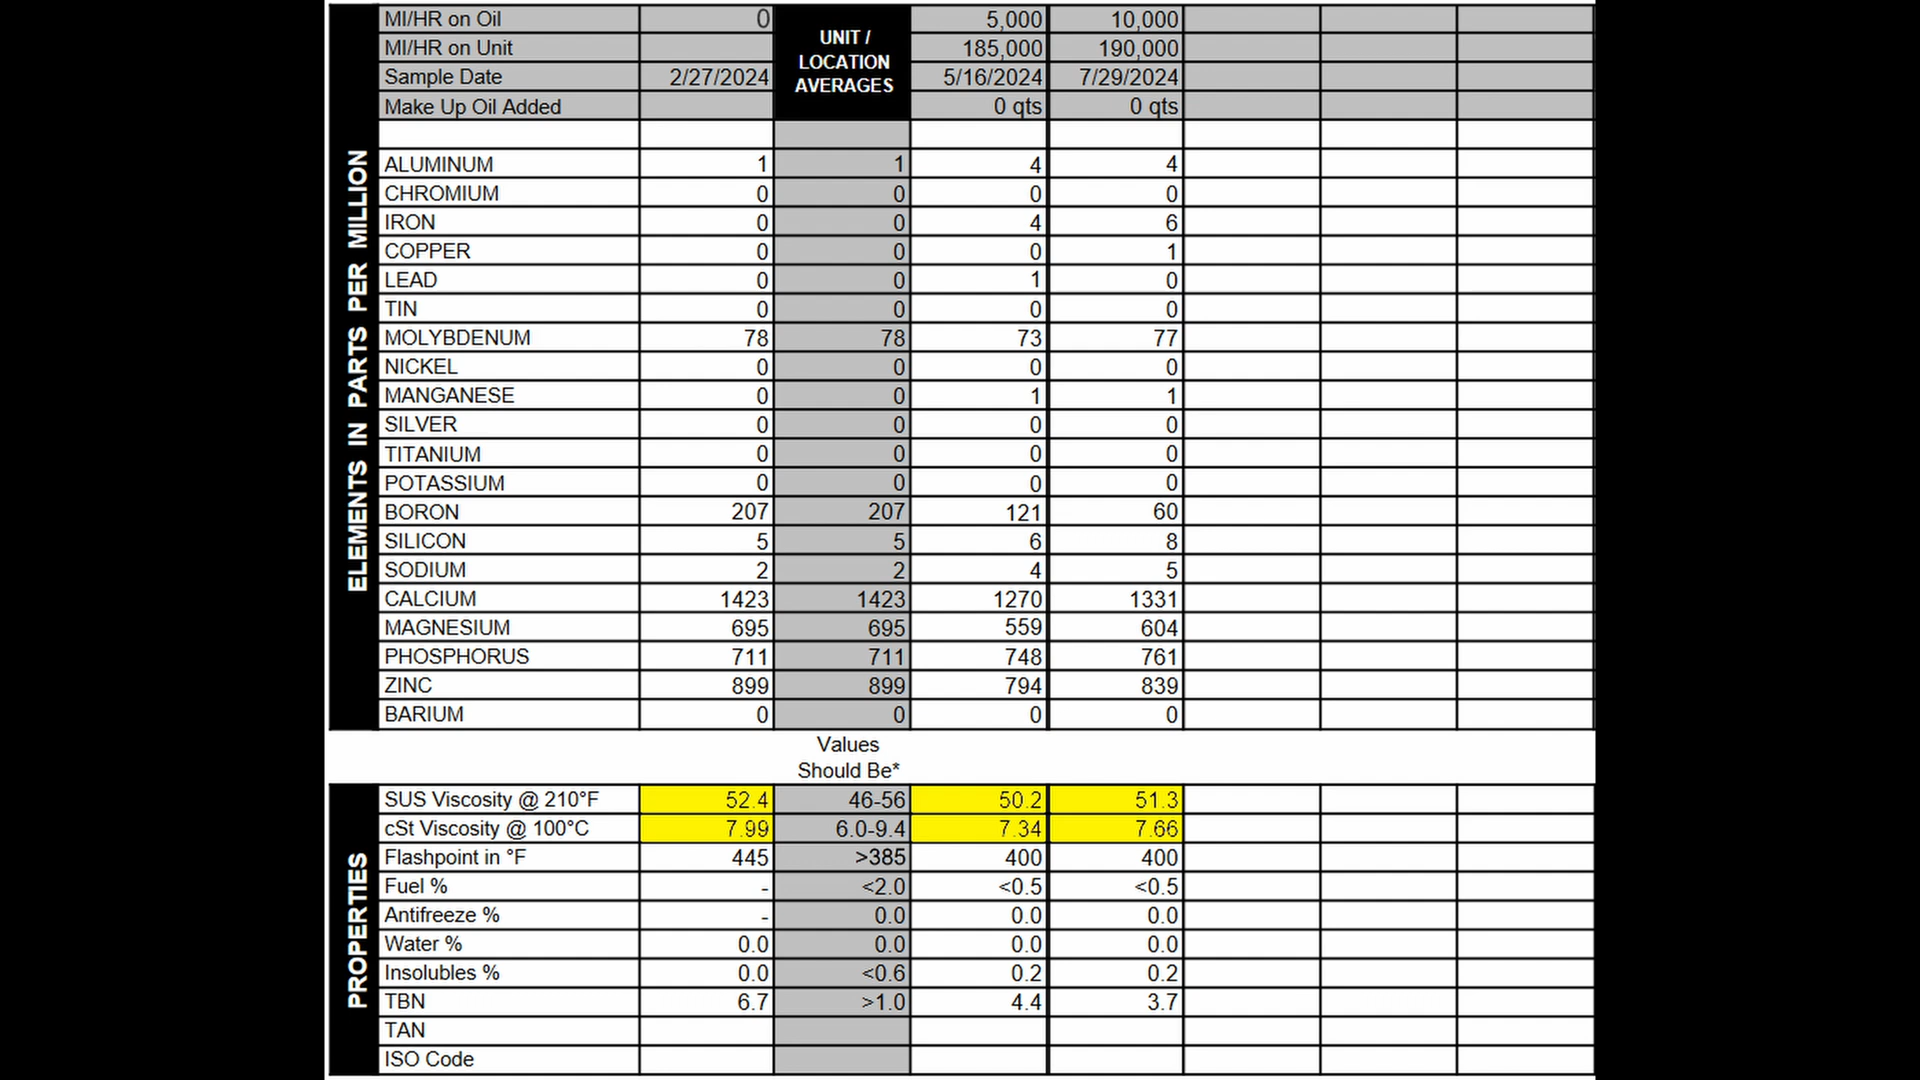 MI/HR on Oil 0 5,000 10,000
MI/HR on Unit 185,000 190,000
Sample Date 2/27/2024 5/16/2024 7/29/2024
Make Up Oil Added 0 qts 0 qts
UNIT /
LOCATION
AVERAGES
ELEMENTS IN PARTS PER MILLION
ALUMINUM 1 1 4 4
CHROMIUM 0 0 0 0
IRON 0 0 4 6
COPPER 0 0 0 1
LEAD 0 0 1 0
TIN 0 0 0 0
MOLYBDENUM 78 78 73 77
NICKEL 0 0 0 0
MANGANESE 0 0 1 1
SILVER 0 0 0 0
TITANIUM 0 0 0 0
POTASSIUM 0 0 0 0
BORON 207 207 121 60
SILICON 5 5 6 8
SODIUM 2 2 4 5
CALCIUM 1423 1423 1270 1331
MAGNESIUM 695 695 559 604
PHOSPHORUS 711 711 748 761
ZINC 899 899 794 839
BARIUM 0 0 0 0
Values
Should Be*
PROPERTIES
SUS Viscosity @ 210°F 52.4 46-56 50.2 51.3
cSt Viscosity @ 100°C 7.99 6.0-9.4 7.34 7.66
Flashpoint in °F 445 >385 400 400
Fuel % - <2.0 <0.5 <0.5
Antifreeze % - 0.0 0.0 0.0
Water % 0.0 0.0 0.0 0.0
Insolubles % 0.0 <0.6 0.2 0.2
TBN 6.7 >1.0 4.4 3.7
TAN
ISO Code